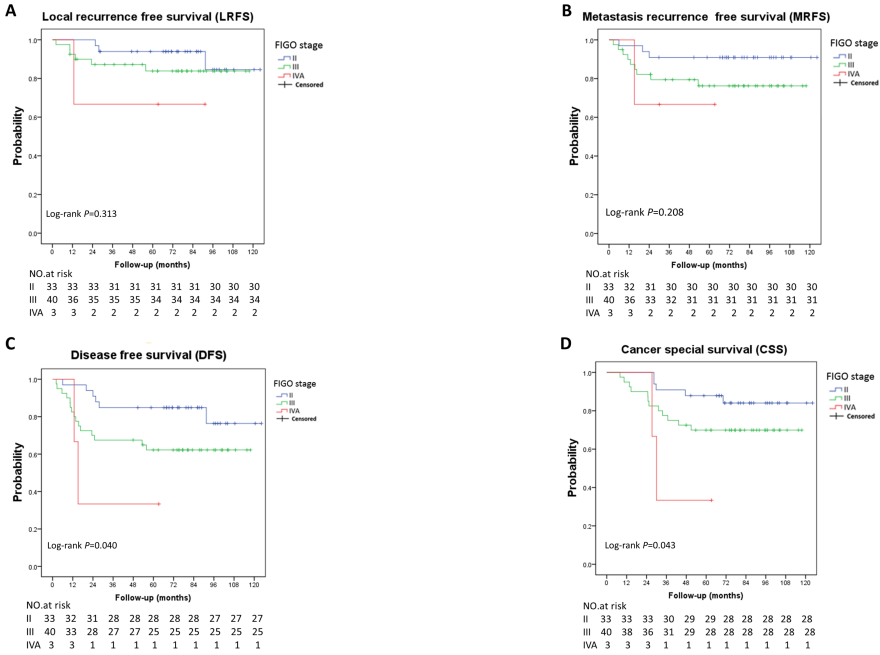 A
Local recurrence free survival (LRFS)
FIGO stage
II
III
IVA
Censored
Probability
1.0
0.8
0.6
0.4
0.2
0.0
Log-rank P=0.313
0 12 24 36 48 60 72 84 96 108 120
Follow-up (months)
NO.at risk
II 33 33 33 31 31 31 31 31 30 30 30
III 40 36 35 35 35 34 34 34 34 34 34
IVA 3 3 2 2 2 2 2 2 2 2 2
B
Metastasis recurrence free survival (MRFS)
FIGO stage
II
III
IVA
Censored
Probability
1.0
0.8
0.6
0.4
0.2
0.0
Log-rank P=0.208
0 12 24 36 48 60 72 84 96 108 120
Follow-up (months)
NO.at risk
II 33 32 31 30 30 30 30 30 30 30 30
III 40 36 33 32 31 31 31 31 31 31 31
IVA 3 3 2 2 2 2 2 2 2 2 2
C
Disease free survival (DFS)
FIGO stage
II
III
IVA
Censored
Probability
1.0
0.8
0.6
0.4
0.2
0.0
Log-rank P=0.040
0 12 24 36 48 60 72 84 96 108 120
Follow-up (months)
NO.at risk
II 33 32 31 28 28 28 28 28 27 27 27
III 40 33 28 27 27 25 25 25 25 25 25
IVA 3 3 1 1 1 1 1 1 1 1 1
D
Cancer special survival (CSS)
FIGO stage
II
III
IVA
Censored
Probability
1.0
0.8
0.6
0.4
0.2
0.0
Log-rank P=0.043
0 12 24 36 48 60 72 84 96 108 120
Follow-up (months)
NO.at risk
II 33 33 33 30 29 29 28 28 28 28 28
III 40 38 36 31 29 28 28 28 28 28 28
IVA 3 3 3 1 1 1 1 1 1 1 1